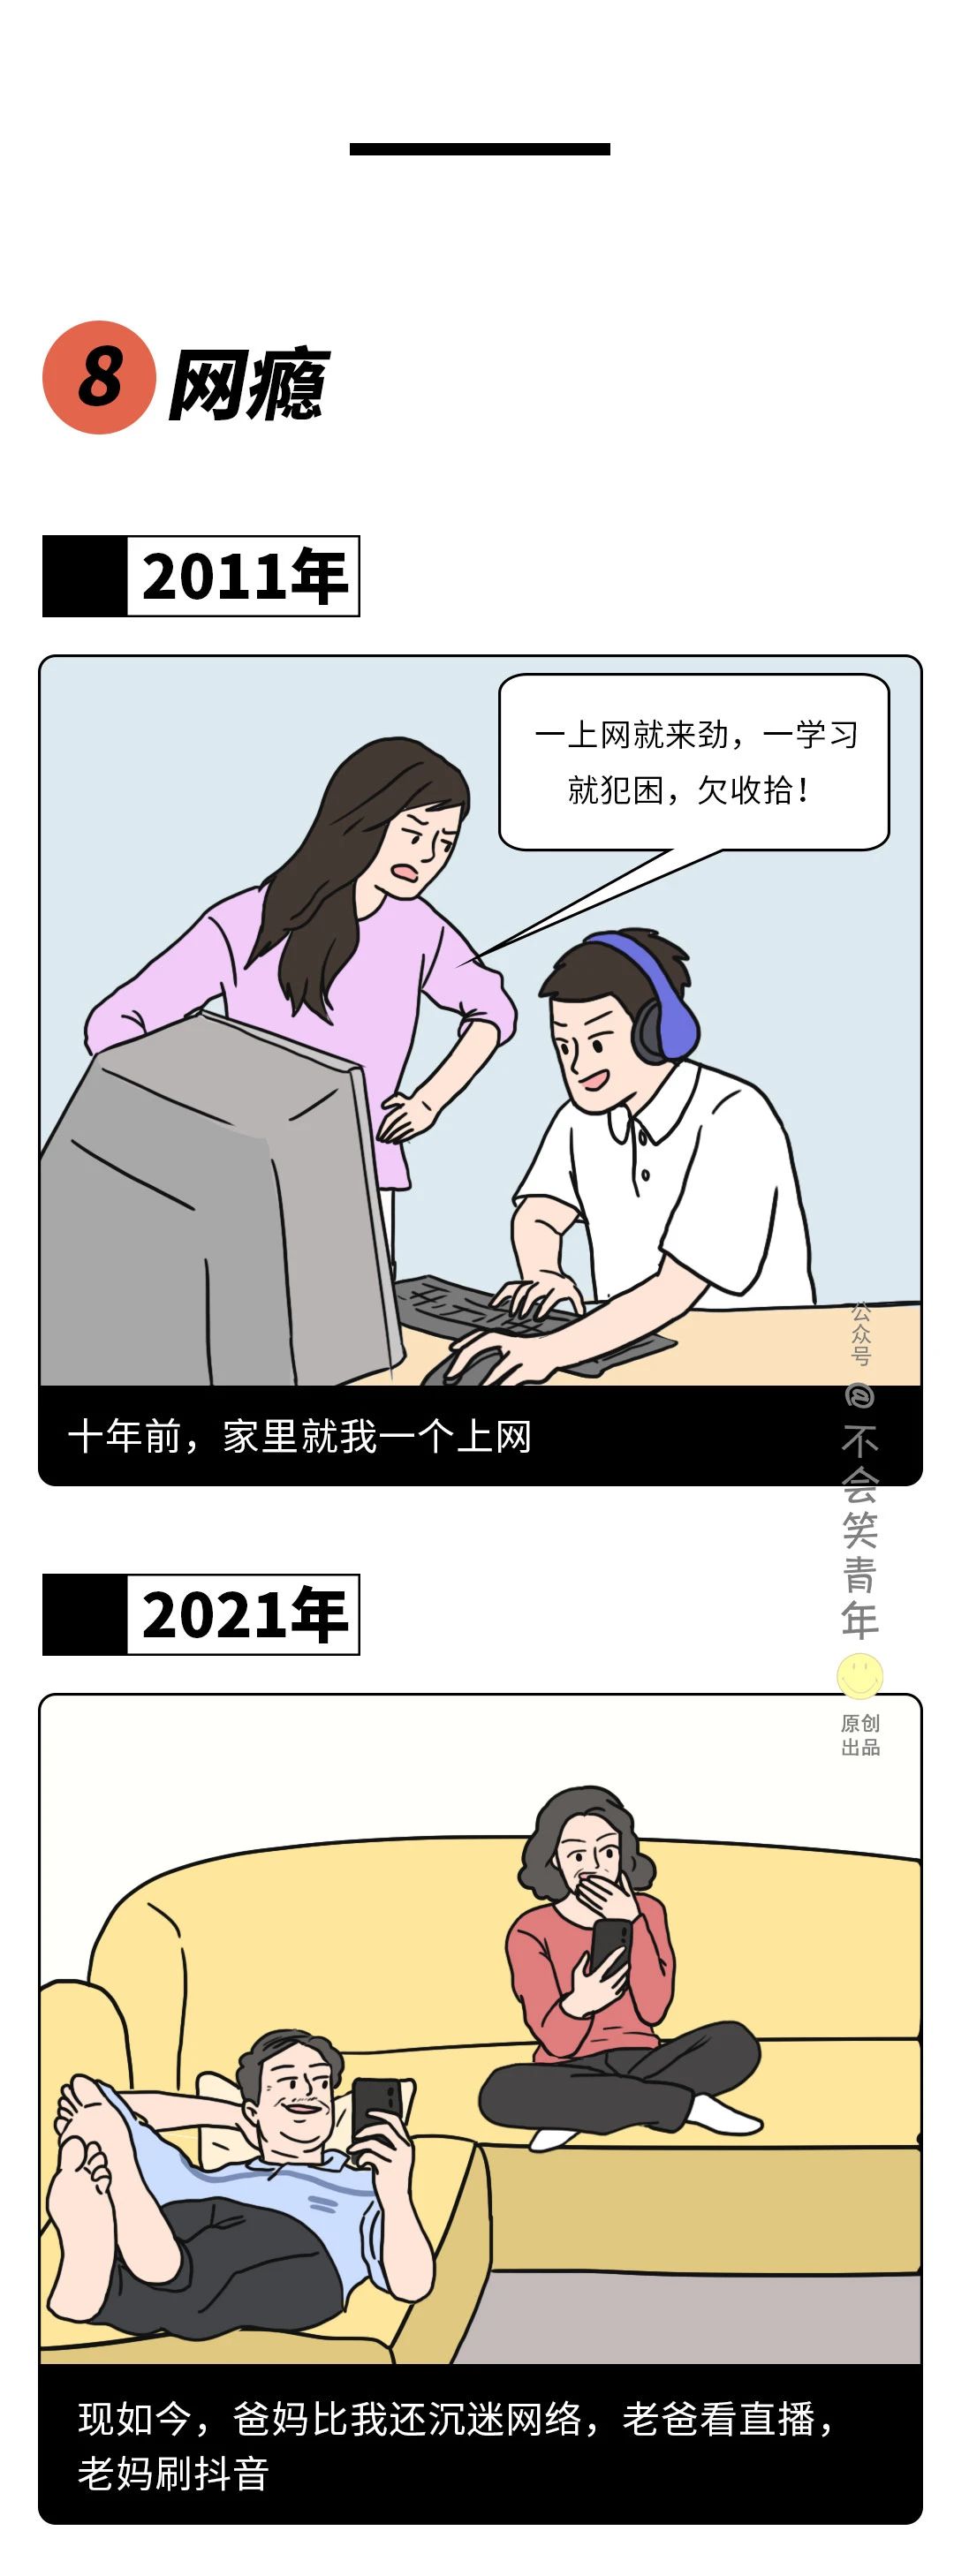 8 网瘾
2011年
一上网就来劲，一学习
就犯困，欠收拾！
十年前，家里就我一个上网
公众号
@不会笑青年
2021年
原创
出品
现如今，爸妈比我还沉迷网络，老爸看直播，
老妈刷抖音